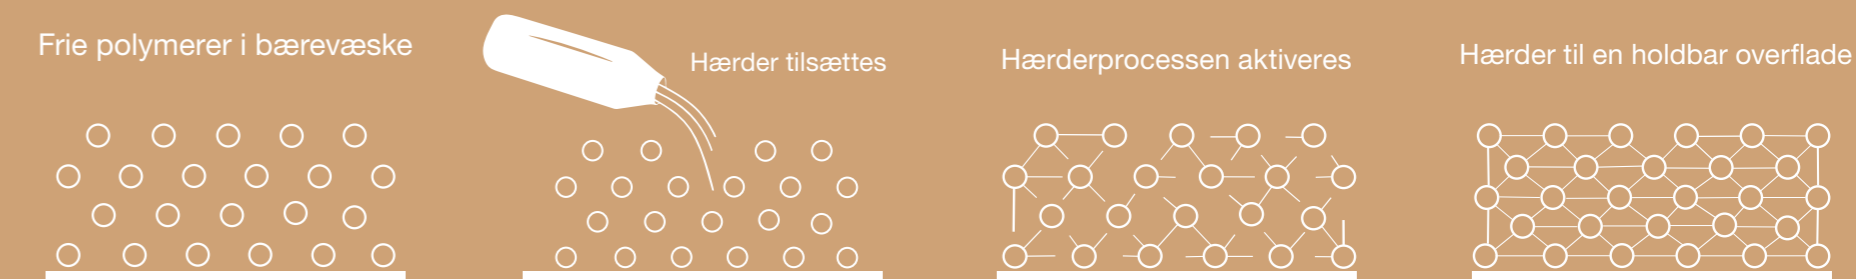 Frie polymerer i bærevæske
Hærder tilsættes
Hærderprocessen aktiveres
Hærder til en holdbar overflade